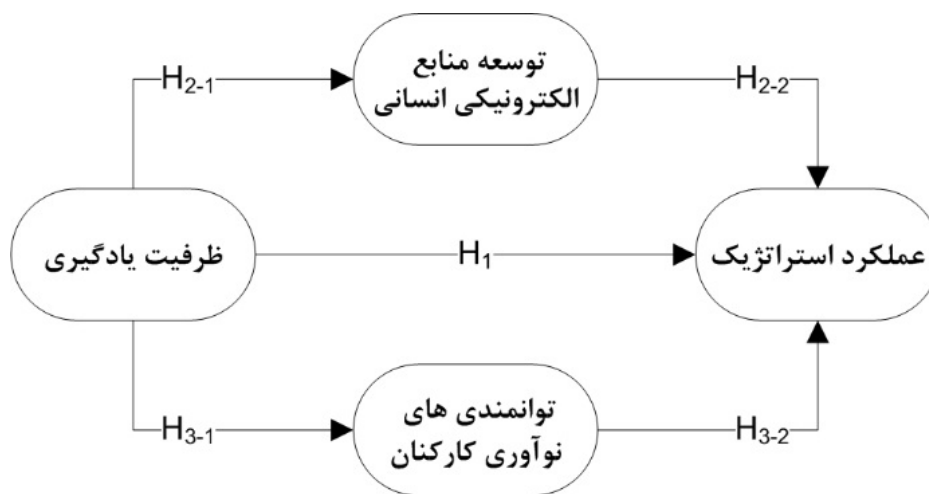 توسعه منابع
الکترونیکی انسانی
H2-1
H2-2
ظرفیت یادگیری
H1
عملکرد استراتژیک
توانمندی های
نوآوری کارکنان
H3-1
H3-2